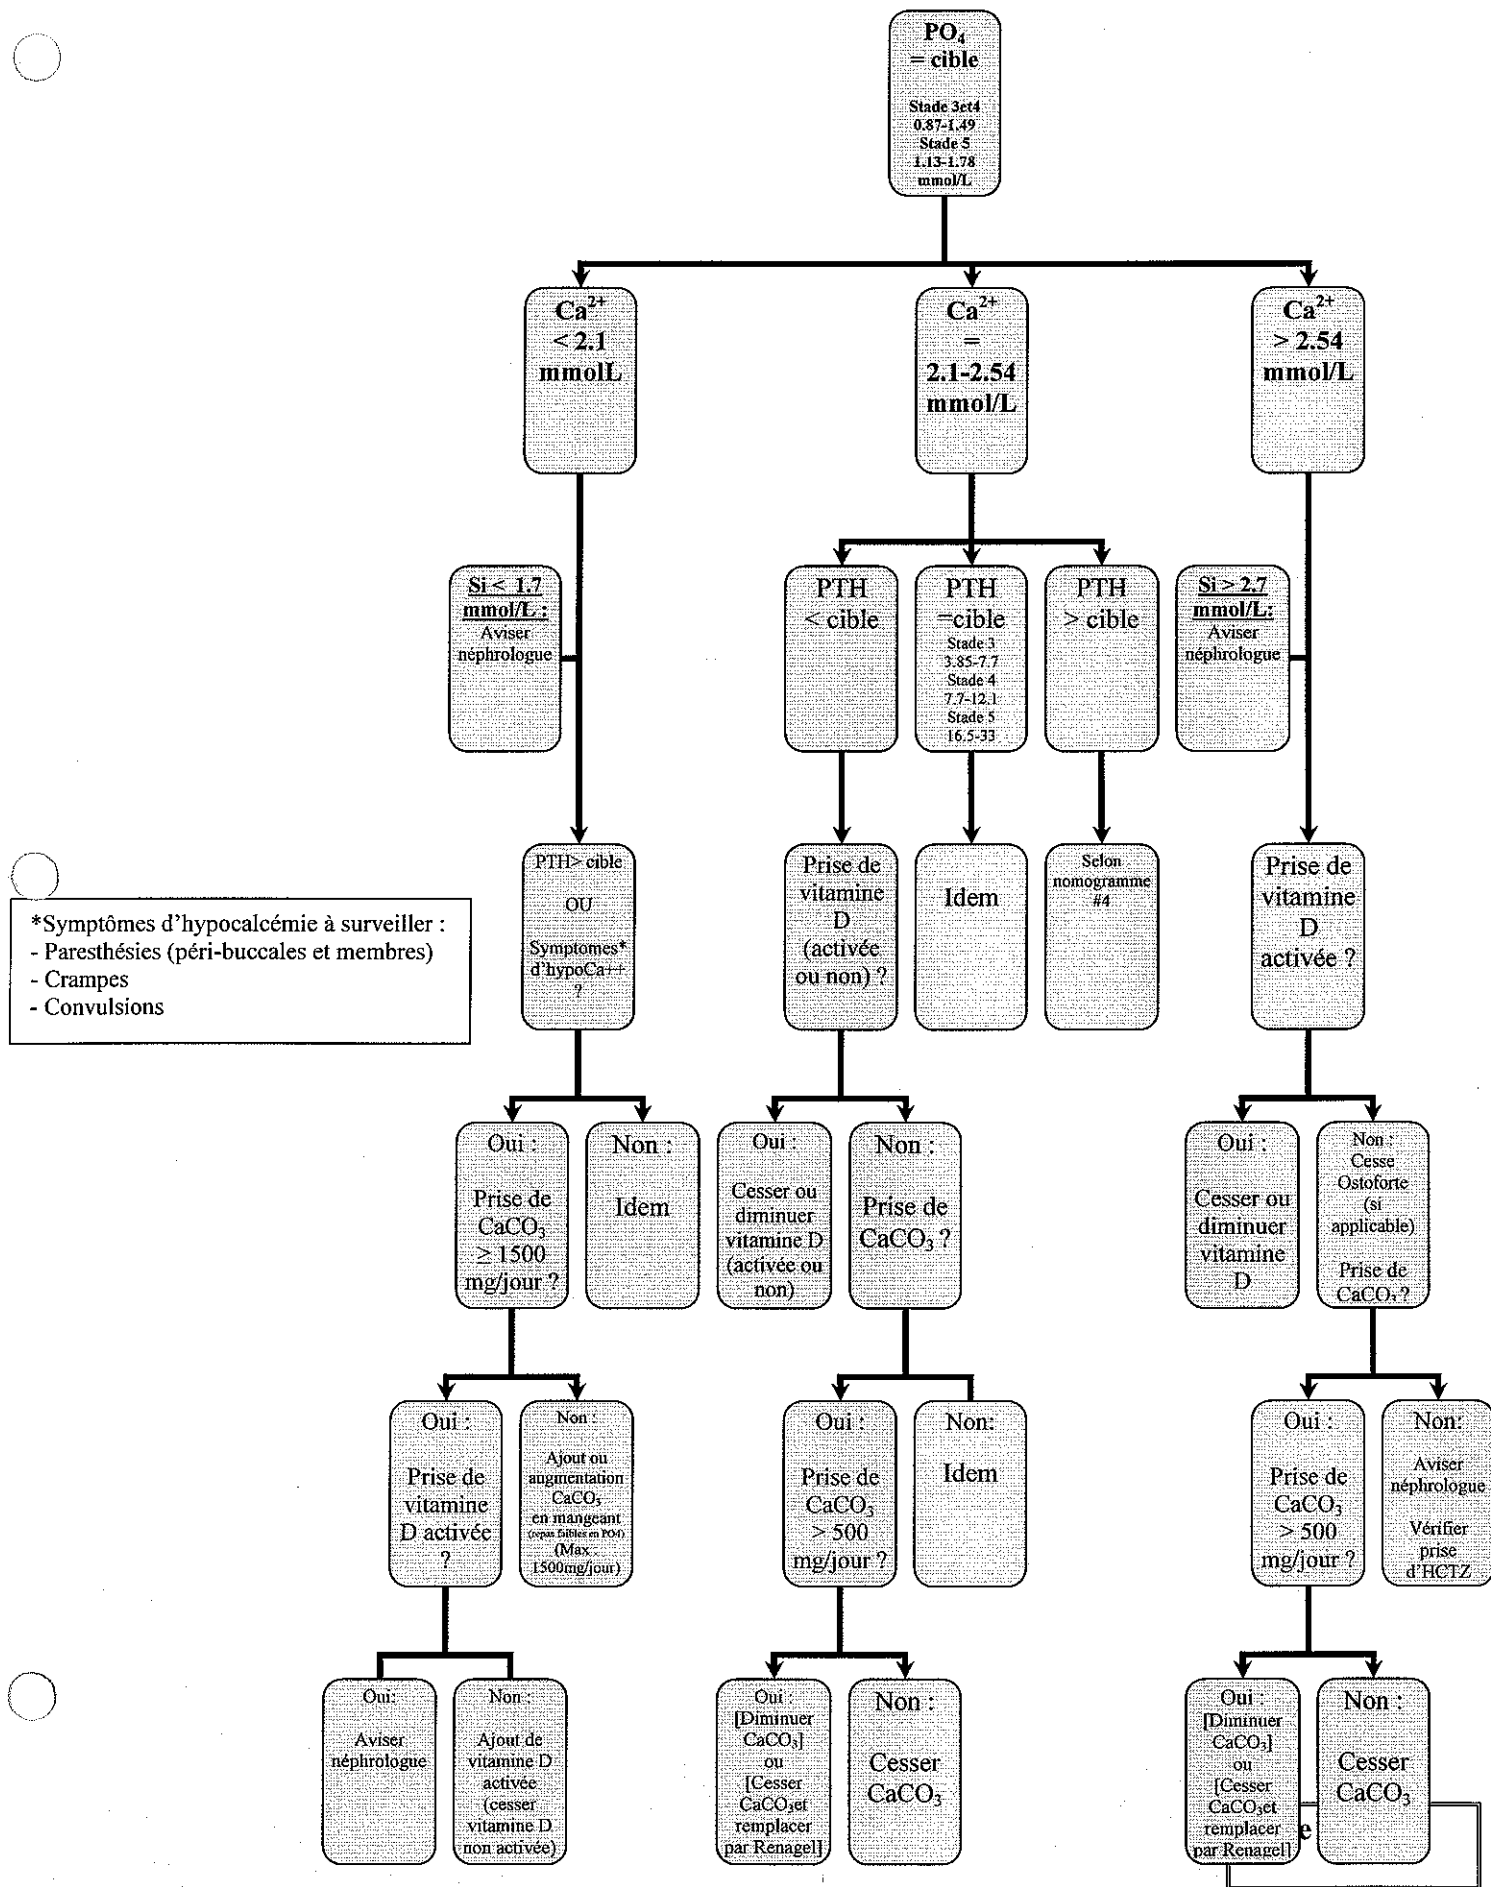 PO₄
= cible
Stade 3et4
0.87-1.49
Stade 5
1.13-1.78
mmol/L
Ca²⁺
< 2.1
mmolL
Ca²⁺
=
2.1-2.54
mmol/L
Ca²⁺
> 2.54
mmol/L
Si < 1.7
mmol/L :
Aviser
néphrologue
PTH
< cible
PTH
=cible
Stade 3
3.85-7.7
Stade 4
7.7-12.1
Stade 5
16.5-33
PTH
> cible
Si > 2.7
mmol/L:
Aviser
néphrologue
PTH> cible
OU
Symptomes*
d'hypoCa++
?
Prise de
vitamine
D
(activée
ou non) ?
Idem
Selon
nomogramme
#4
Prise de
vitamine
D
activée ?
*Symptômes d'hypocalcémie à surveiller :
- Paresthésies (péri-buccales et membres)
- Crampes
- Convulsions
Oui :
Prise de
CaCO₃
≥ 1500
mg/jour ?
Non :
Idem
Oui :
Cesser ou
diminuer
vitamine D
(activée ou
non)
Non :
Prise de
CaCO₃ ?
Oui :
Cesser ou
diminuer
vitamine
D
Non :
Cesse
Ostoforte
(si
applicable)
Prise de
CaCO₃ ?
Oui :
Prise de
vitamine
D activée
?
Non :
Ajout ou
augmentation
CaCO₃
en mangeant
(repas faibles en PO4)
(Max
1500mg/jour)
Oui :
Prise de
CaCO₃
> 500
mg/jour ?
Non:
Idem
Oui :
Prise de
CaCO₃
> 500
mg/jour ?
Non:
Aviser
néphrologue
Vérifier
prise
d'HCTZ
Oui:
Aviser
néphrologue
Non :
Ajout de
vitamine D
activée
(cesser
vitamine D
non activée)
Oui :
[Diminuer
CaCO₃]
ou
[Cesser
CaCO₃et
remplacer
par Renagel]
Non :
Cesser
CaCO₃
Oui :
[Diminuer
CaCO₃]
ou
[Cesser
CaCO₃et
remplacer
par Renagel]
Non :
Cesser
CaCO₃
e